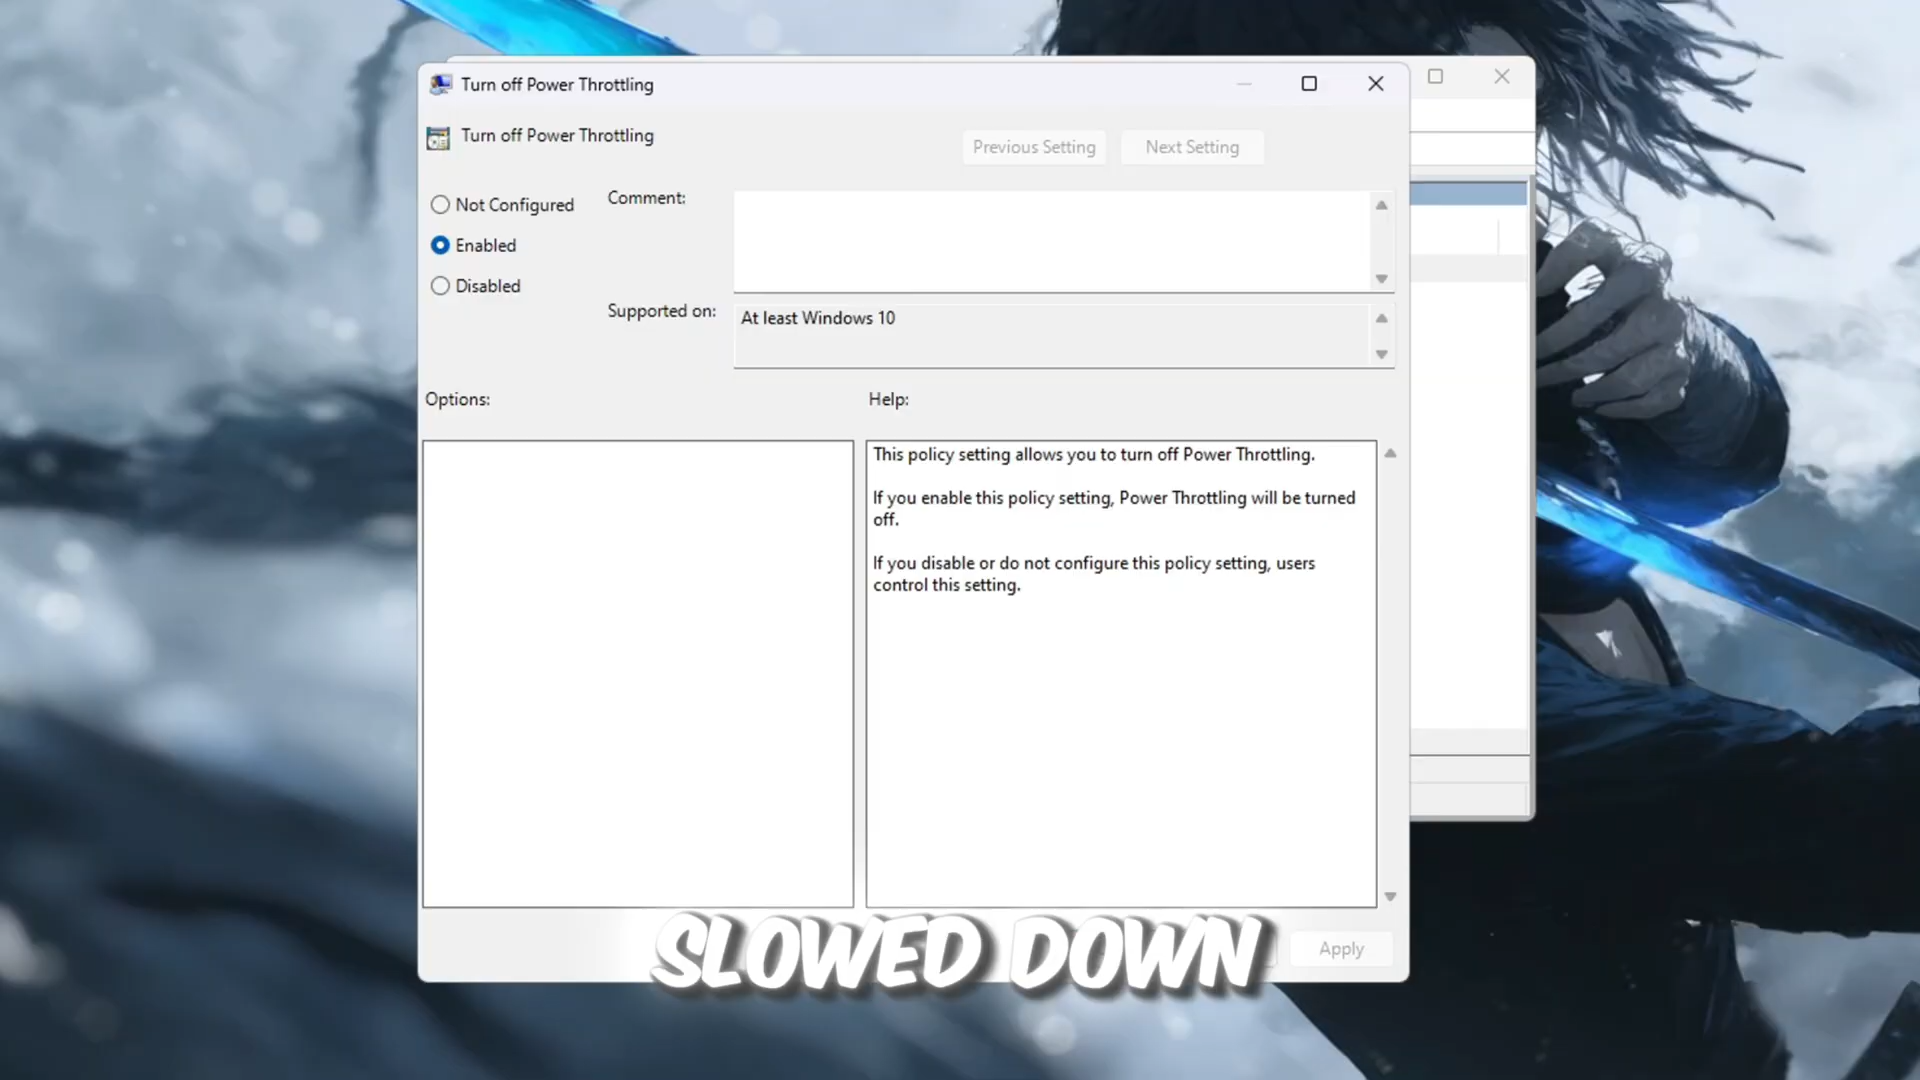 Turn off Power Throttling
Turn off Power Throttling
Previous Setting
Next Setting
Not Configured
Enabled
Disabled
Comment:
Supported on:
At least Windows 10
Options:
Help:
This policy setting allows you to turn off Power Throttling.
If you enable this policy setting, Power Throttling will be turned
off.
If you disable or do not configure this policy setting, users
control this setting.
SLOWED DOWN
Apply